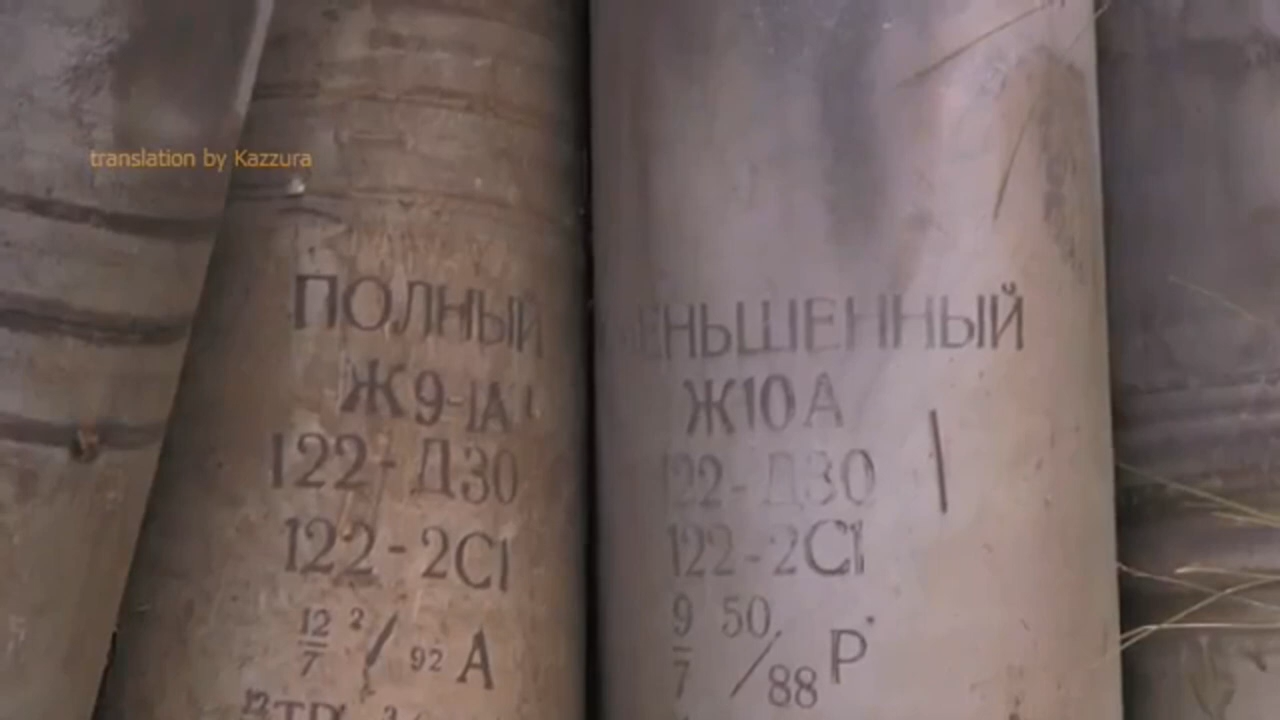 translation by Kazzura
ПОЛНЫЙ
Ж9-1А
122-Д30
122-2С1
12/7 2/92 А
ЕНЬШЕННЫЙ
Ж10А
122-Д30
122-2С1
9/7 50/88 Р